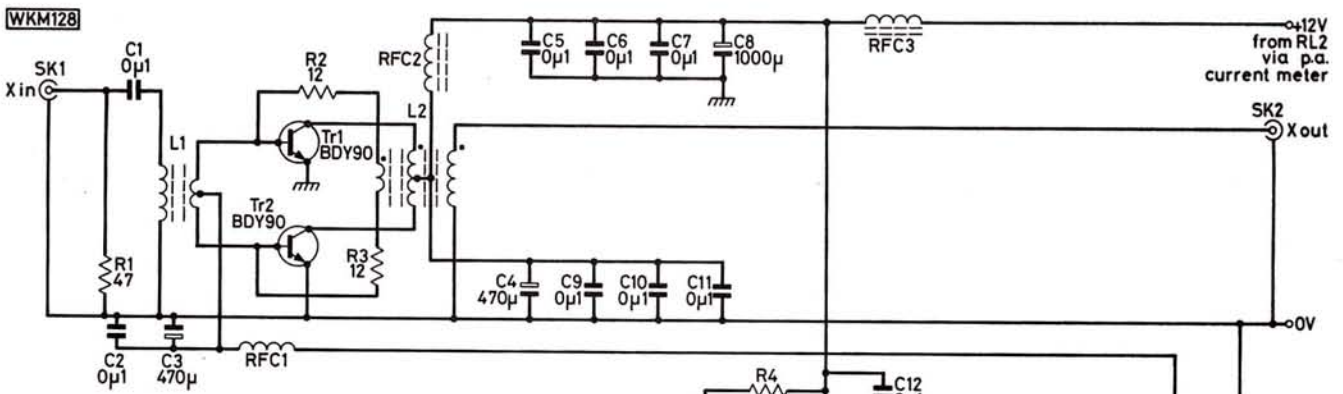 WKM128
SK1
X in
C1
0µ1
L1
R1
47
C2
0µ1
C3
470µ
RFC1
R2
12
Tr1
BDY90
Tr2
BDY90
R3
12
L2
RFC2
C5
0µ1
C6
0µ1
C7
0µ1
C8
1000µ
RFC3
+12V
from RL2
via p.a.
current meter
SK2
X out
C4
470µ
C9
0µ1
C10
0µ1
C11
0µ1
0V
R4
C12